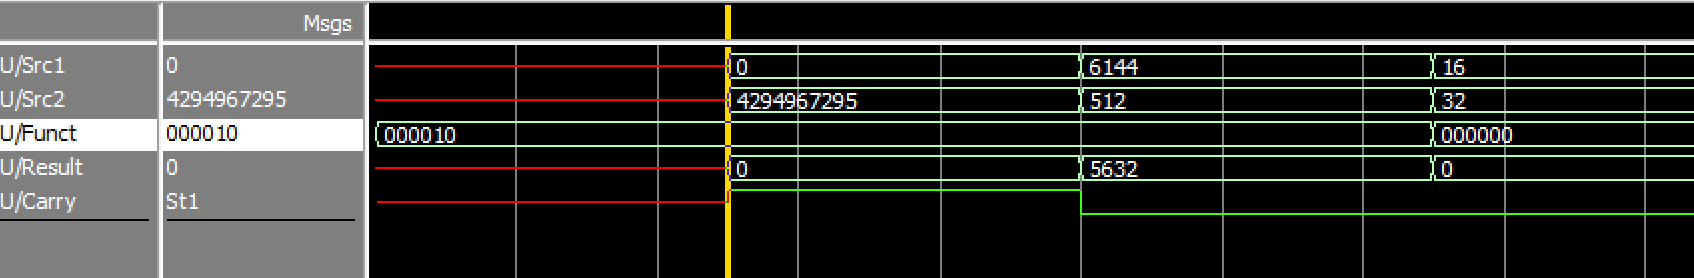 Msgs
U/Src1 0 0 6144 16
U/Src2 4294967295 4294967295 512 32
U/Funct 000010 000010 000000
U/Result 0 0 5632 0
U/Carry St1